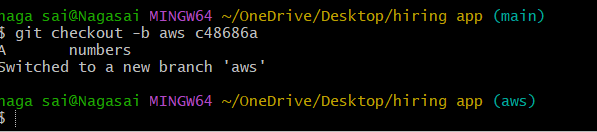 naga sai@Nagasai MINGW64 ~/OneDrive/Desktop/hiring app (main)
$ git checkout -b aws c48686a
A       numbers
Switched to a new branch 'aws'
naga sai@Nagasai MINGW64 ~/OneDrive/Desktop/hiring app (aws)
$